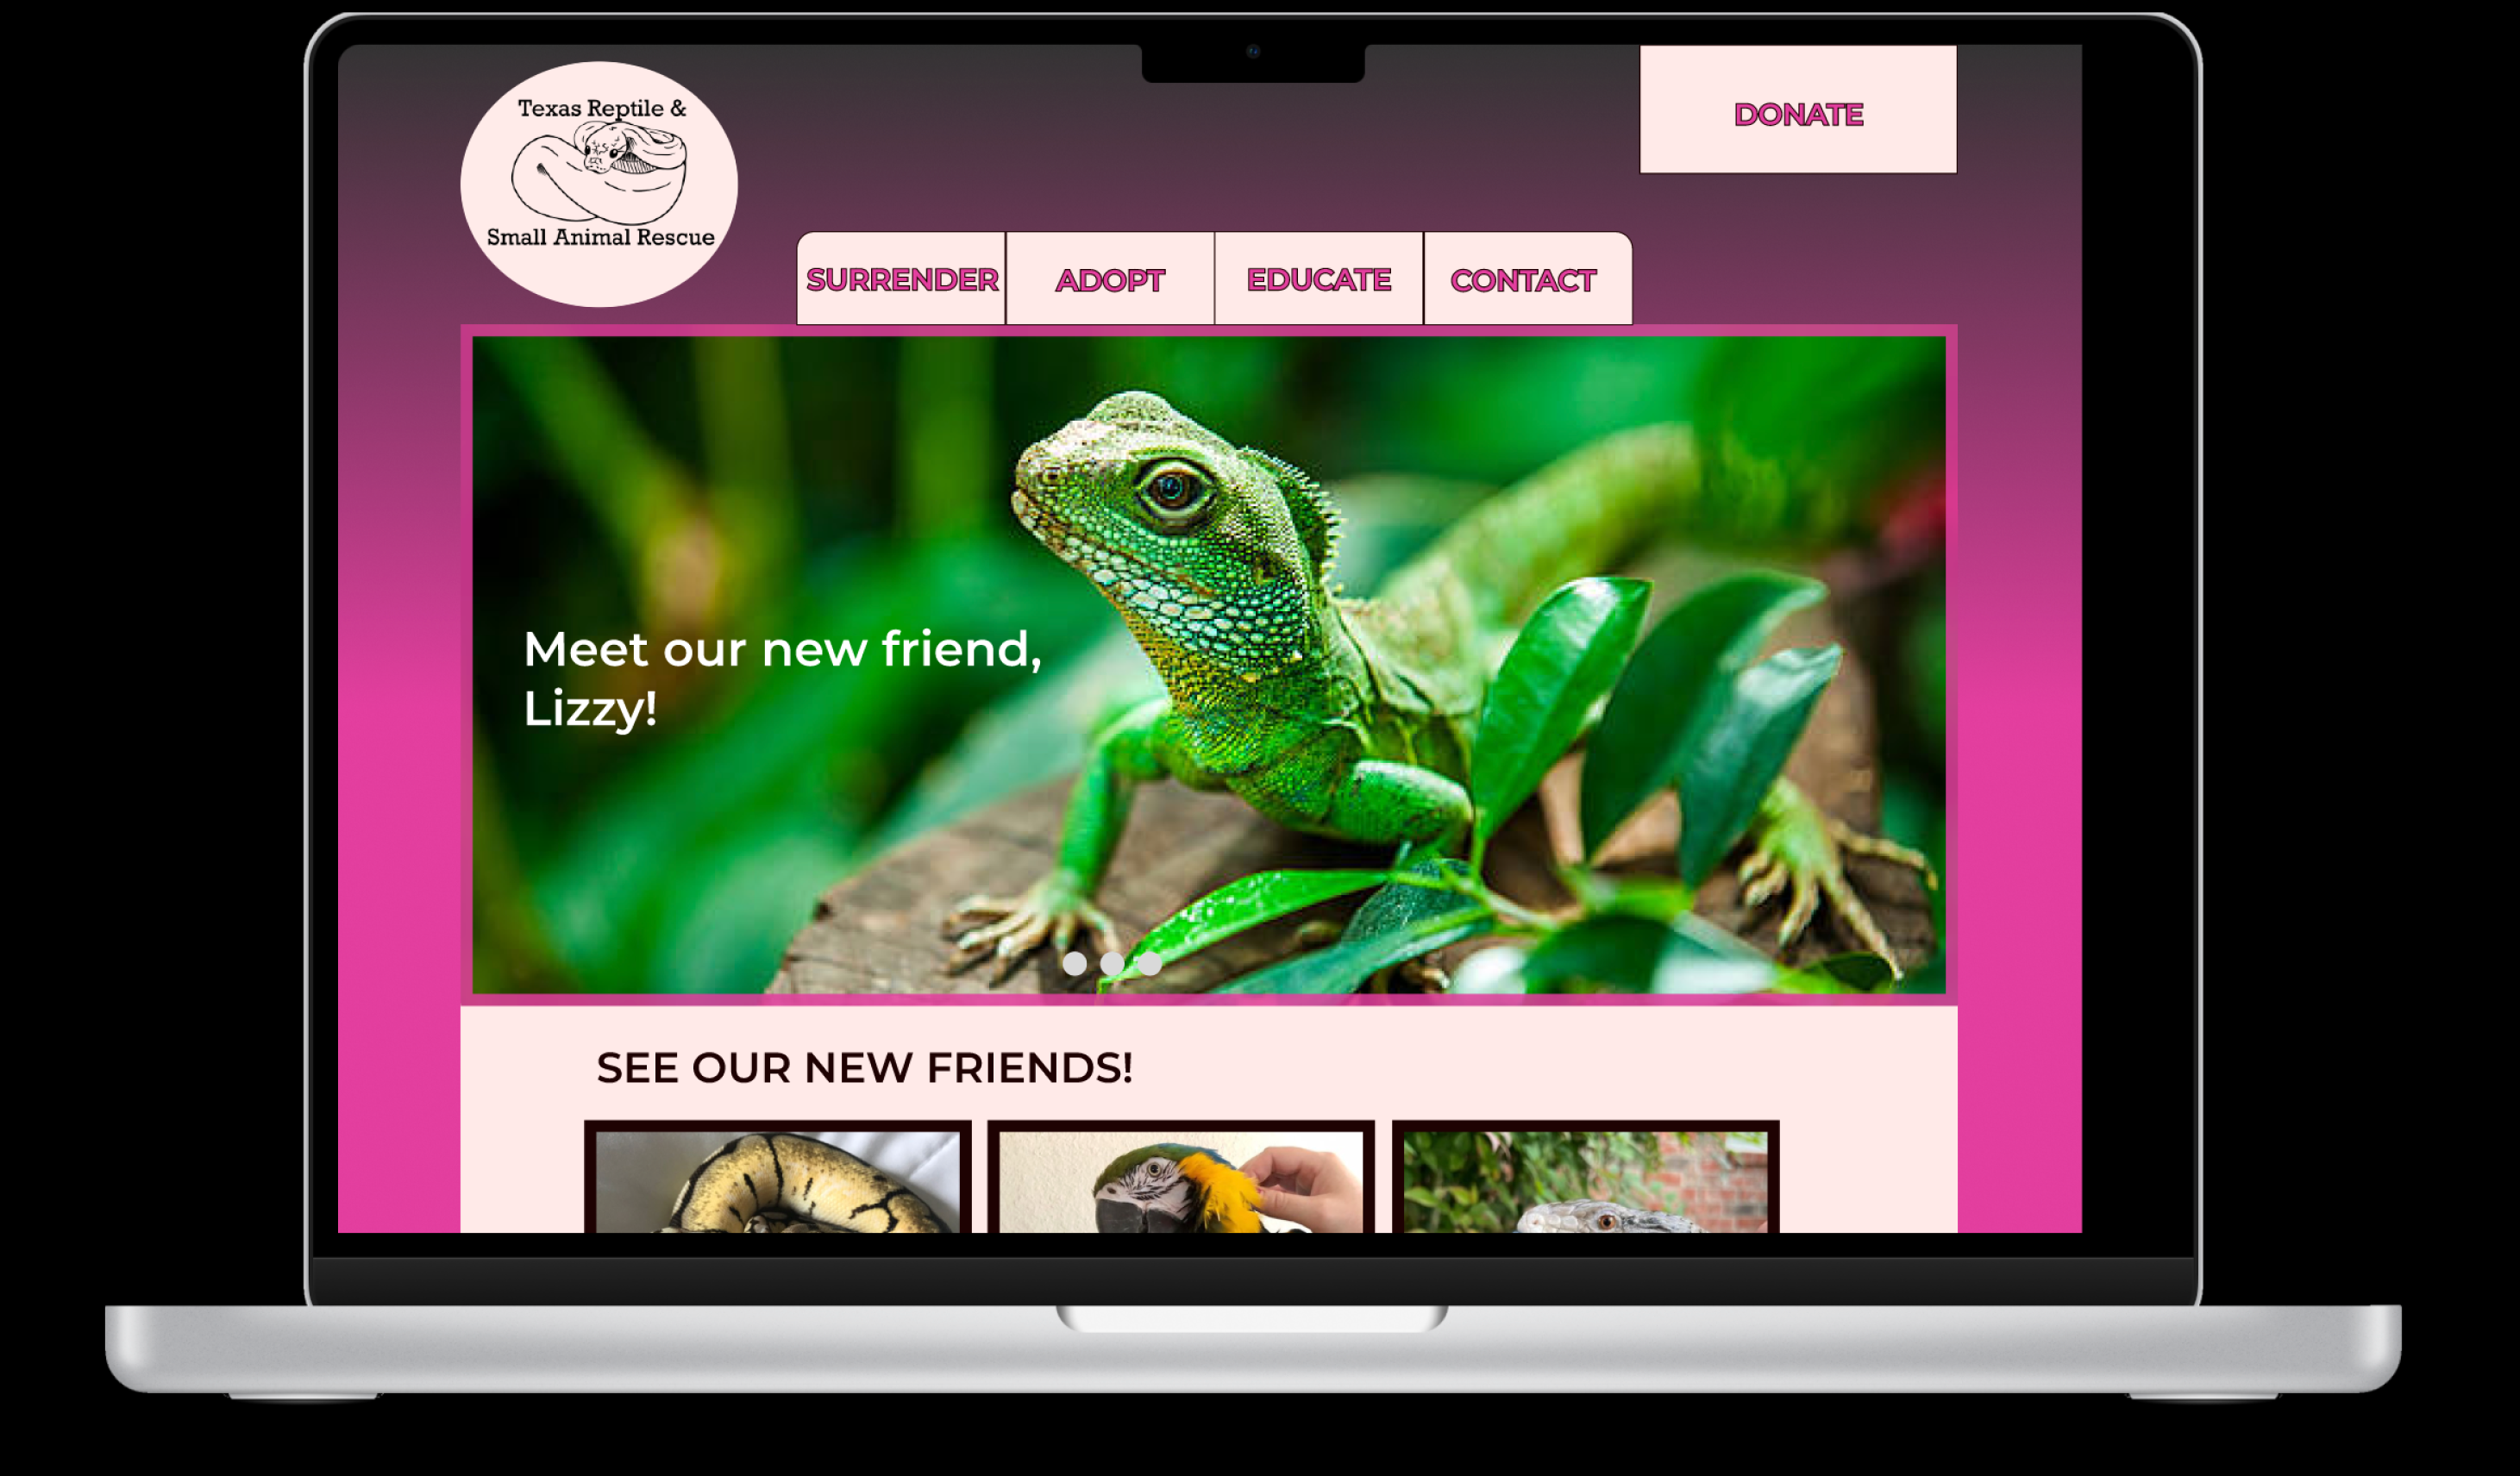 Texas Reptile &
Small Animal Rescue
DONATE
SURRENDER
ADOPT
EDUCATE
CONTACT
Meet our new friend,
Lizzy!
SEE OUR NEW FRIENDS!